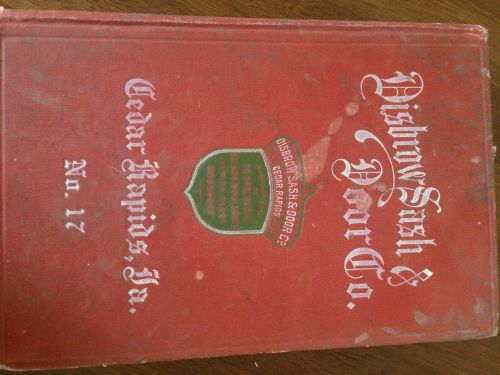 Disbrow Sash &
Door Co.
DISBROW SASH & DOOR CO.
CEDAR RAPIDS
Cedar Rapids, Ia.
No. 17